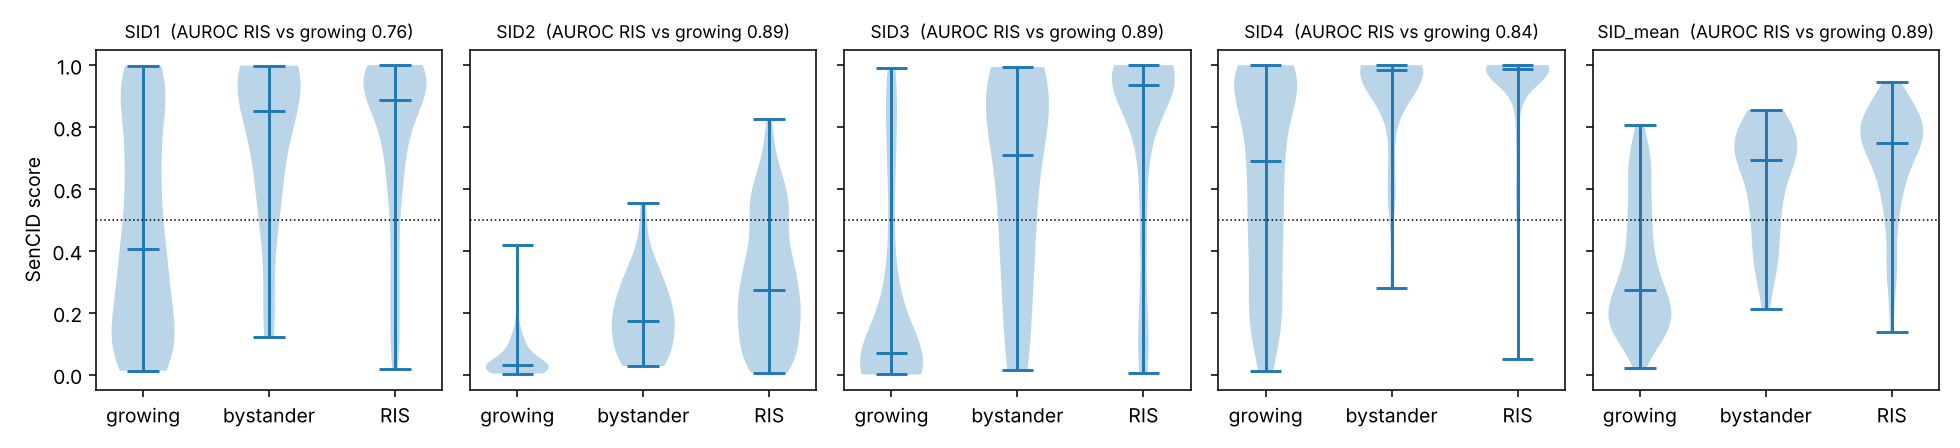 SID1 (AUROC RIS vs growing 0.76)
SID2 (AUROC RIS vs growing 0.89)
SID3 (AUROC RIS vs growing 0.89)
SID4 (AUROC RIS vs growing 0.84)
SID_mean (AUROC RIS vs growing 0.89)
SenCID score
1.0
0.8
0.6
0.4
0.2
0.0
growing bystander RIS
growing bystander RIS
growing bystander RIS
growing bystander RIS
growing bystander RIS